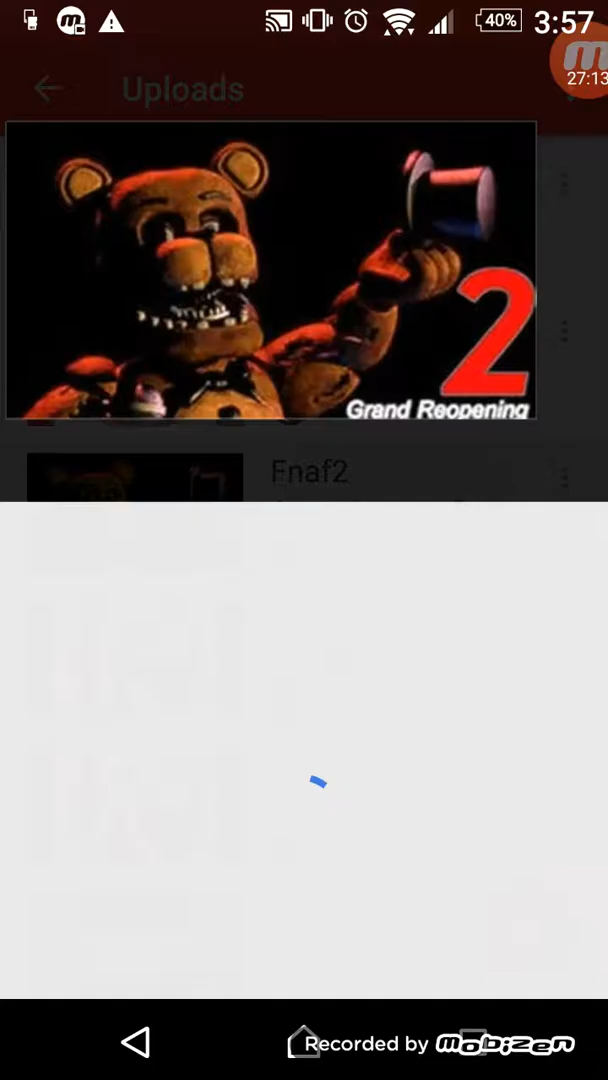 40%
3:57
Uploads
27:13
2
Grand Reopening
Fnaf2
Recorded by mobizen